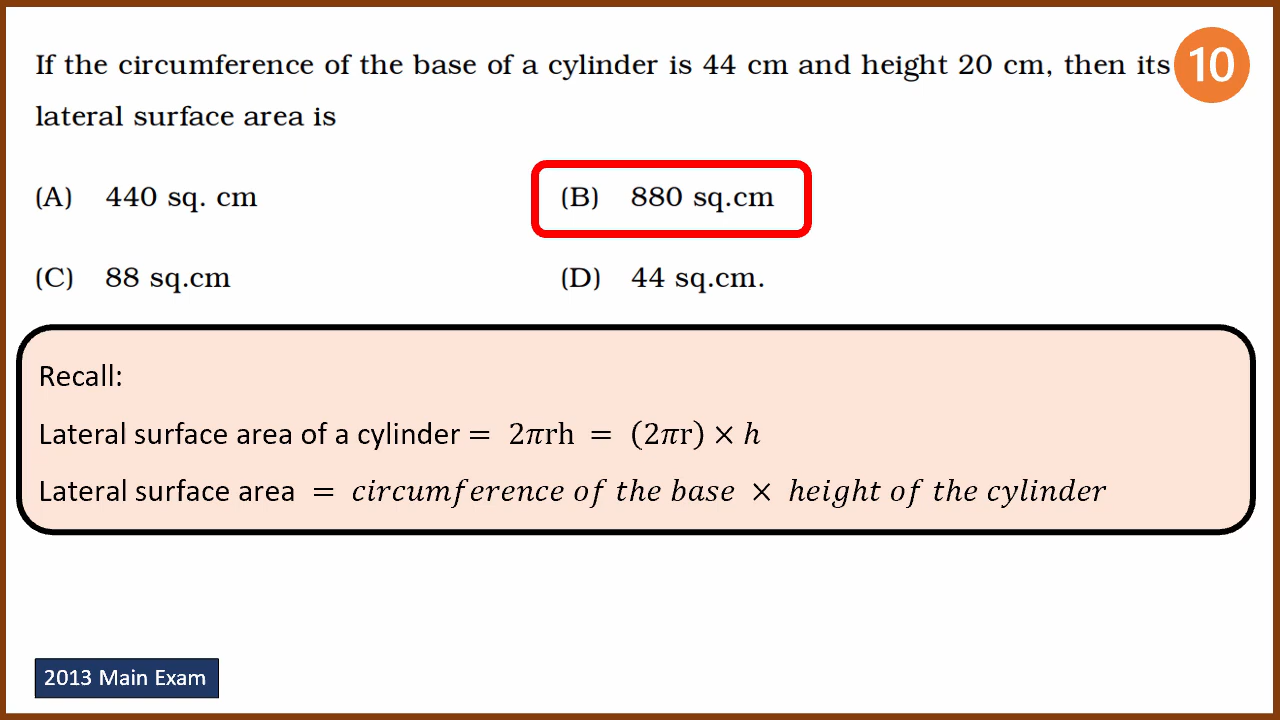 If the circumference of the base of a cylinder is 44 cm and height 20 cm, then its
10
lateral surface area is
(A) 440 sq. cm
(B) 880 sq.cm
(C) 88 sq.cm
(D) 44 sq.cm.
Recall:
Lateral surface area of a cylinder = 2𝜋rh = (2𝜋r) × ℎ
Lateral surface area = circumference of the base × height of the cylinder
2013 Main Exam